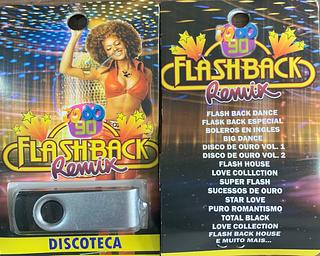 70 80
90
FLASHBACK
Remix
DISCOTECA
70 80
90
FLASHBACK
Remix
FLASH BACK DANCE
FLASK BACK ESPECIAL
BOLEROS EN INGLES
BIG DANCE
DISCO DE OURO VOL. 1
DISCO DE OURO VOL. 2
FLASH HOUSE
LOVE COLLLCTION
SUPER FLASH
SUCESSOS DE OURO
STAR LOVE
PURO ROMANTISMO
TOTAL BLACK
LOVE COLLECTION
FLASH BACK HOUSE
E MUITO MAIS...